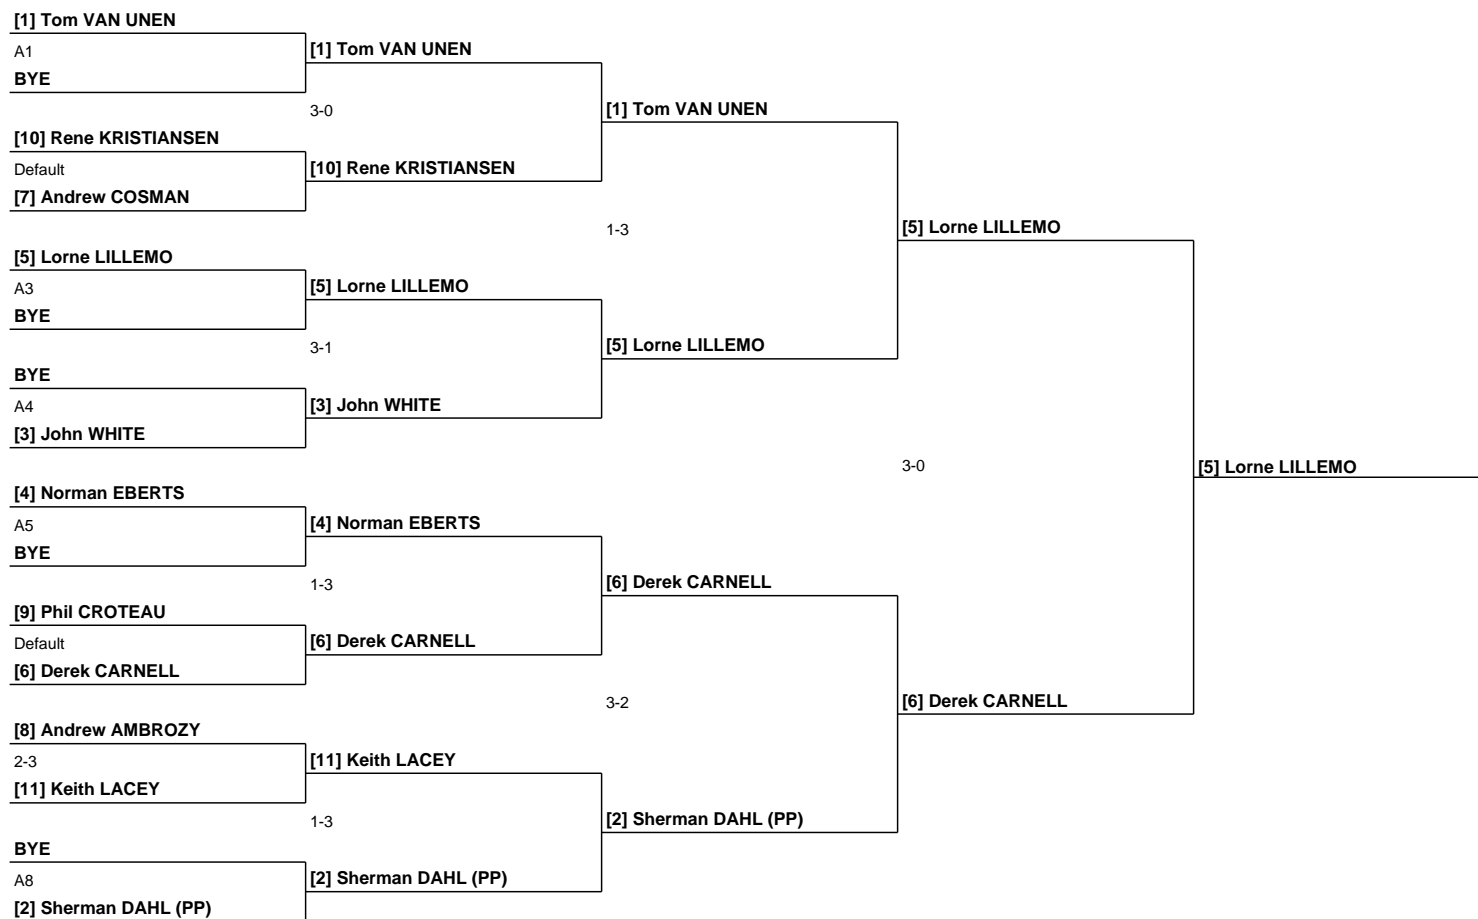 [1] Tom VAN UNEN
A1
BYE
[1] Tom VAN UNEN
3-0
[10] Rene KRISTIANSEN
Default
[7] Andrew COSMAN
[10] Rene KRISTIANSEN
[1] Tom VAN UNEN
1-3
[5] Lorne LILLEMO
A3
BYE
[5] Lorne LILLEMO
3-1
BYE
A4
[3] John WHITE
[3] John WHITE
[5] Lorne LILLEMO
[5] Lorne LILLEMO
3-0
[5] Lorne LILLEMO
[4] Norman EBERTS
A5
BYE
[4] Norman EBERTS
1-3
[9] Phil CROTEAU
Default
[6] Derek CARNELL
[6] Derek CARNELL
[6] Derek CARNELL
3-2
[6] Derek CARNELL
[8] Andrew AMBROZY
2-3
[11] Keith LACEY
[11] Keith LACEY
1-3
BYE
A8
[2] Sherman DAHL (PP)
[2] Sherman DAHL (PP)
[2] Sherman DAHL (PP)